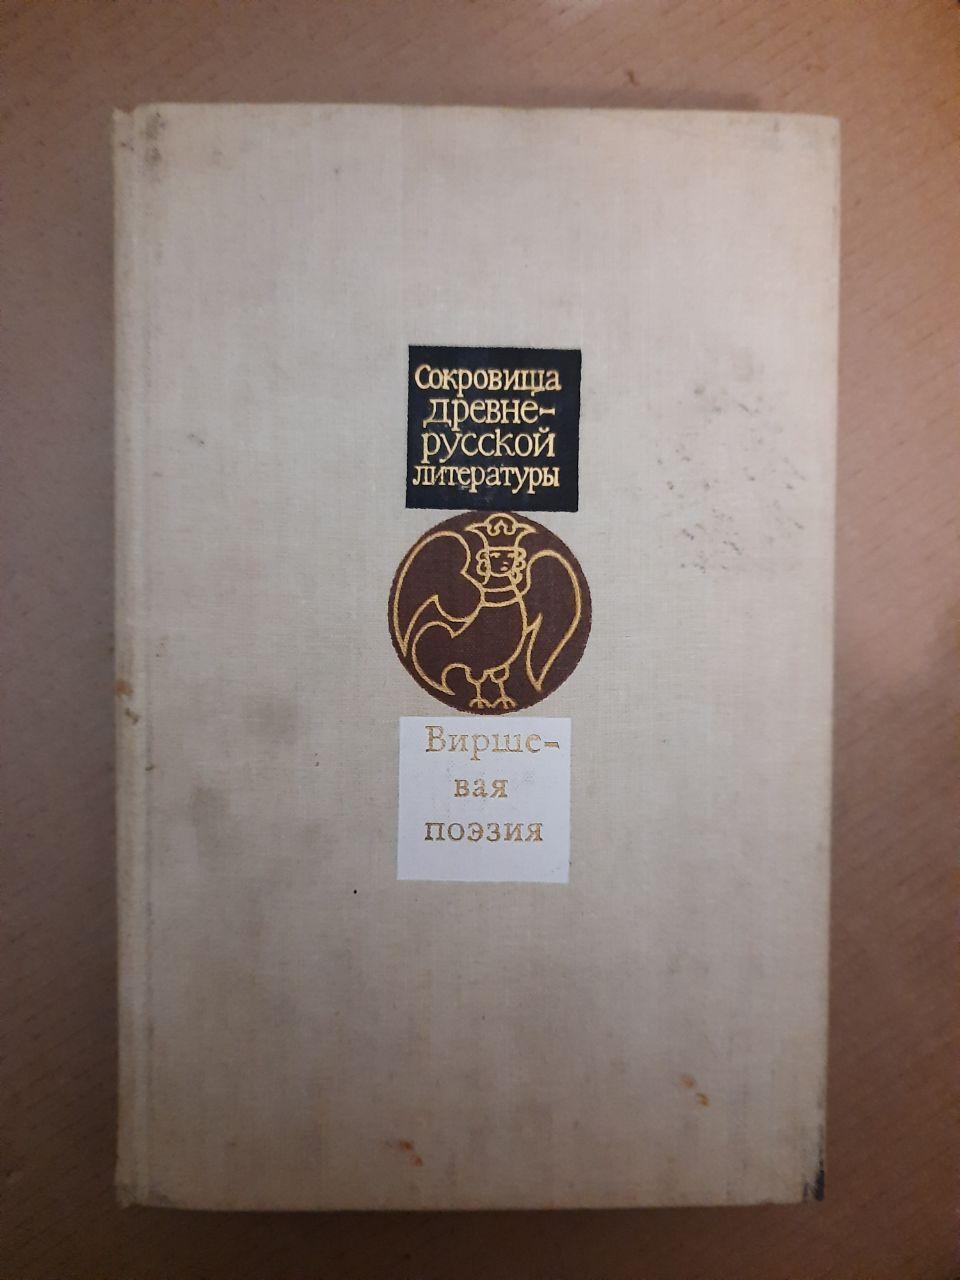 Сокровища
древне-
русской
литературы
Вирше-
вая
поэзия